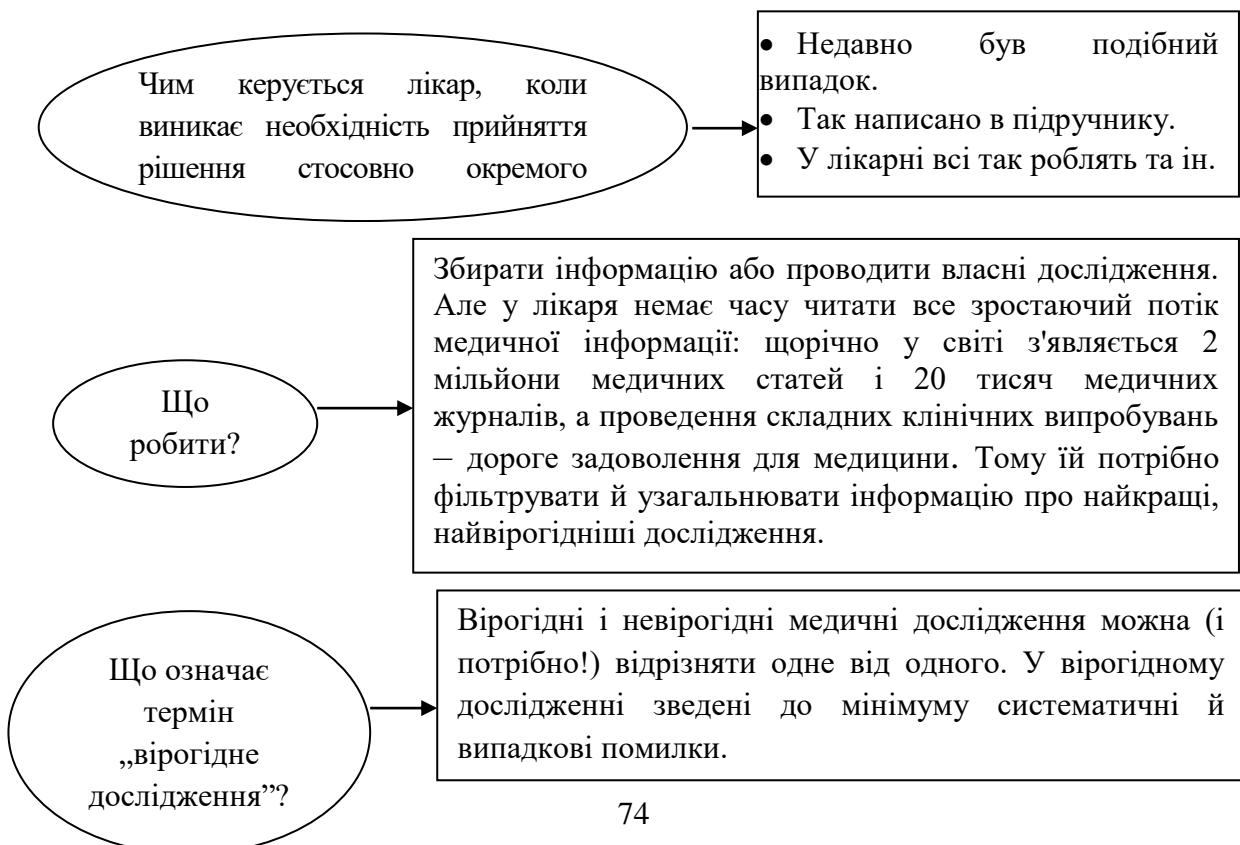 Чим керується лікар, коли
виникає необхідність прийняття
рішення стосовно окремого
• Недавно був подібний
випадок.
• Так написано в підручнику.
• У лікарні всі так роблять та ін.
Що
робити?
Збирати інформацію або проводити власні дослідження.
Але у лікаря немає часу читати все зростаючий потік
медичної інформації: щорічно у світі з'являється 2
мільйони медичних статей і 20 тисяч медичних
журналів, а проведення складних клінічних випробувань
– дороге задоволення для медицини. Тому їй потрібно
фільтрувати й узагальнювати інформацію про найкращі,
найвірогідніші дослідження.
Що означає
термін
„вірогідне
дослідження”?
Вірогідні і невірогідні медичні дослідження можна (і
потрібно!) відрізняти одне від одного. У вірогідному
дослідженні зведені до мінімуму систематичні й
випадкові помилки.
74